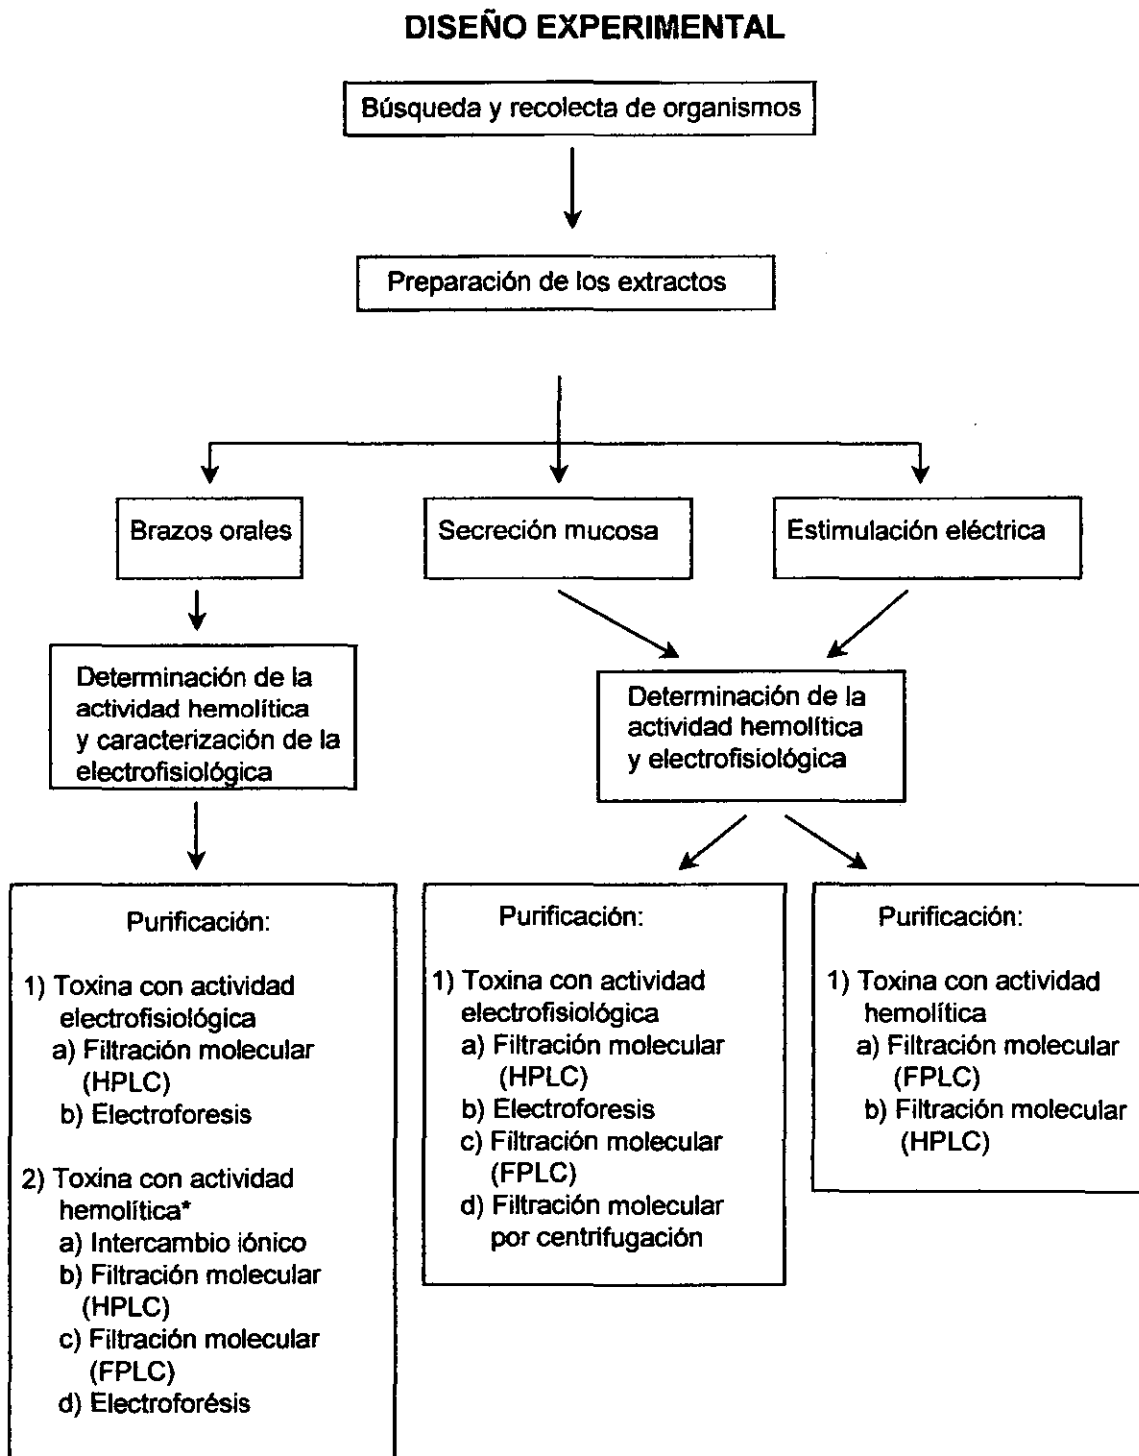 DISEÑO EXPERIMENTAL
Búsqueda y recolecta de organismos
Preparación de los extractos
Brazos orales
Secreción mucosa
Estimulación eléctrica
Determinación de la
actividad hemolítica
y caracterización de la
electrofisiológica
Determinación de la
actividad hemolítica
y electrofisiológica
Purificación:
1) Toxina con actividad
electrofisiológica
a) Filtración molecular
(HPLC)
b) Electroforesis
2) Toxina con actividad
hemolítica*
a) Intercambio iónico
b) Filtración molecular
(HPLC)
c) Filtración molecular
(FPLC)
d) Electroforésis
Purificación:
1) Toxina con actividad
electrofisiológica
a) Filtración molecular
(HPLC)
b) Electroforesis
c) Filtración molecular
(FPLC)
d) Filtración molecular
por centrifugación
Purificación:
1) Toxina con actividad
hemolítica
a) Filtración molecular
(FPLC)
b) Filtración molecular
(HPLC)